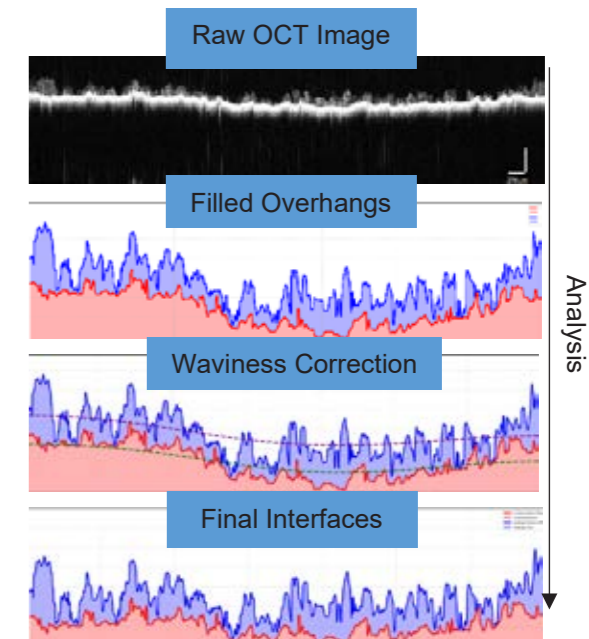 Raw OCT Image
Filled Overhangs
Waviness Correction
Final Interfaces
Analysis